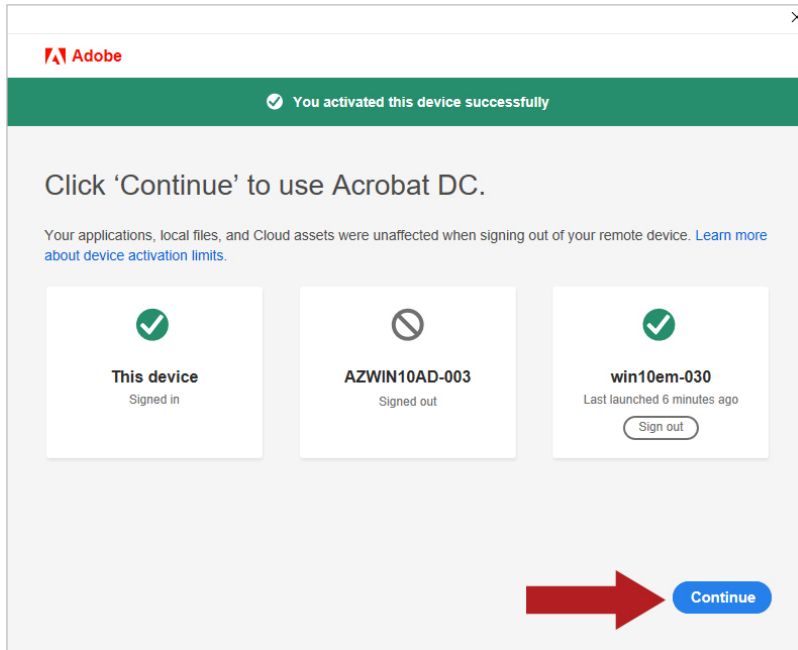 Adobe
You activated this device successfully
Click ‘Contin’ to use Acrobat DC.
Your applications, local files, and Cloud assets were unaffected when signing out of your remote device. Learn more
about device activation limits.
This device
Signed in
AZWIN10AD-003
Signed out
win10em-030
Last launched 6 minutes ago
Sign out
Continue